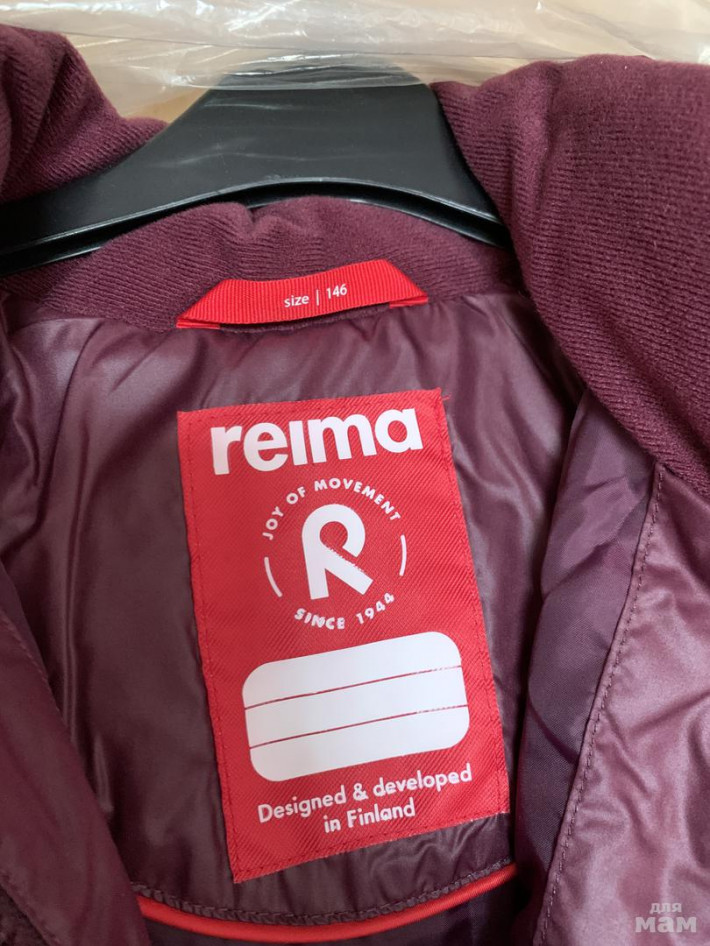 size | 146
reima
JOY OF MOVEMENT
R
SINCE 1944
Designed & developed
in Finland
для
мам